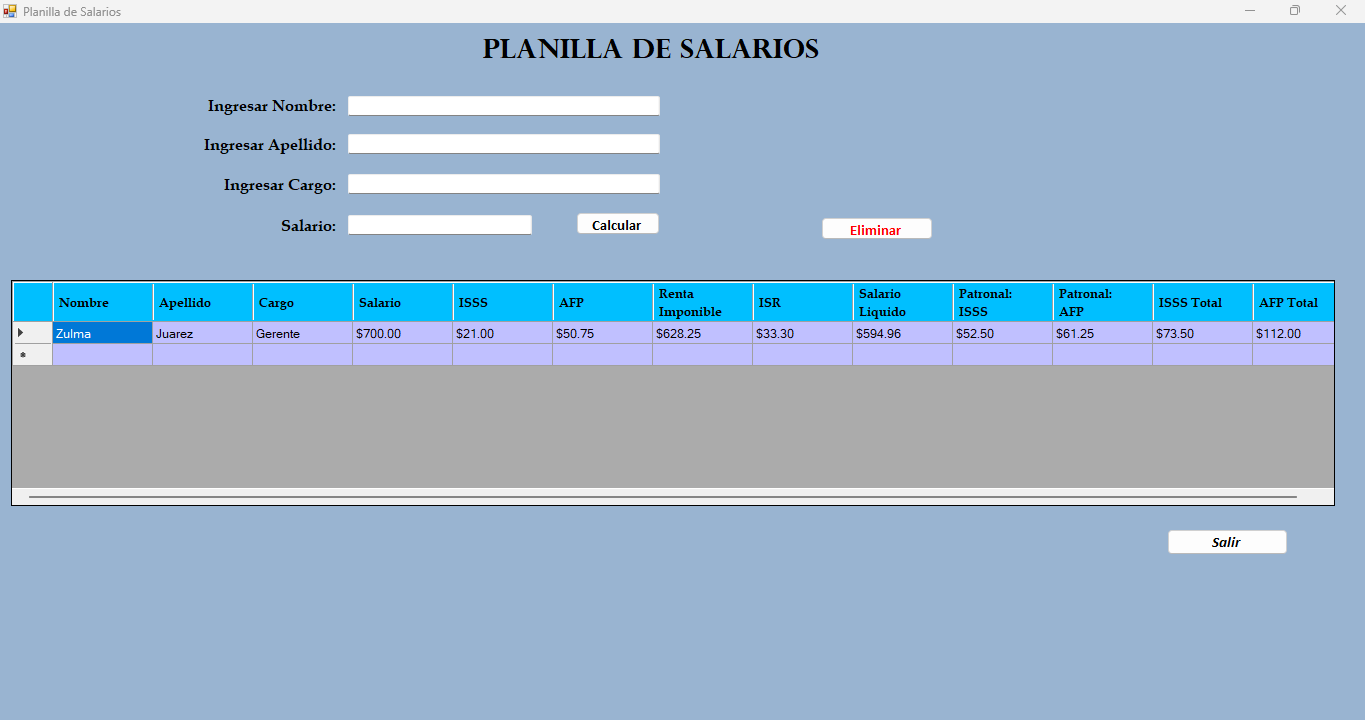 Planilla de Salarios
PLANILLA DE SALARIOS
Ingresar Nombre:
Ingresar Apellido:
Ingresar Cargo:
Salario:
Calcular
Eliminar
Nombre Apellido Cargo Salario ISSS AFP Renta Imponible ISR Salario Liquido Patronal: ISSS Patronal: AFP ISSS Total AFP Total
Zulma Juarez Gerente $700.00 $21.00 $50.75 $628.25 $33.30 $594.96 $52.50 $61.25 $73.50 $112.00
Salir